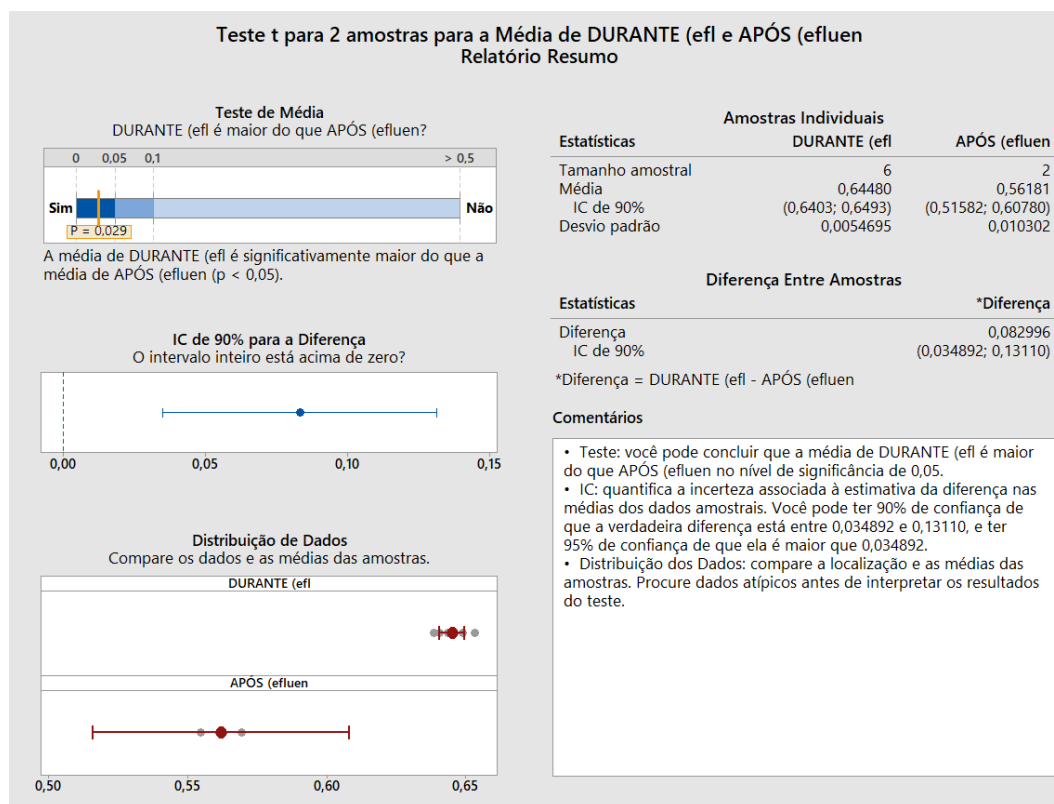 Teste t para 2 amostras para a Média de DURANTE (efl e APÓS (efluen
Relatório Resumo
Teste de Média
DURANTE (efl é maior do que APÓS (efluen?
0 0,05 0,1 > 0,5
Sim Não
P = 0,029
A média de DURANTE (efl é significativamente maior do que a
média de APÓS (efluen (p < 0,05).
IC de 90% para a Diferença
O intervalo inteiro está acima de zero?
0,00 0,05 0,10 0,15
Distribuição de Dados
Compare os dados e as médias das amostras.
DURANTE (efl
APÓS (efluen
0,50 0,55 0,60 0,65
Amostras Individuais
Estatísticas DURANTE (efl APÓS (efluen
Tamanho amostral 6 2
Média 0,64480 0,56181
IC de 90% (0,6403; 0,6493) (0,51582; 0,60780)
Desvio padrão 0,0054695 0,010302
Diferença Entre Amostras
Estatísticas *Diferença
Diferença 0,082996
IC de 90% (0,034892; 0,13110)
*Diferença = DURANTE (efl - APÓS (efluen
Comentários
• Teste: você pode concluir que a média de DURANTE (efl é maior
do que APÓS (efluen no nível de significância de 0,05.
• IC: quantifica a incerteza associada à estimativa da diferença nas
médias dos dados amostrais. Você pode ter 90% de confiança de
que a verdadeira diferença está entre 0,034892 e 0,13110, e ter
95% de confiança de que ela é maior que 0,034892.
• Distribuição dos Dados: compare a localização e as médias das
amostras. Procure dados atípicos antes de interpretar os resultados
do teste.